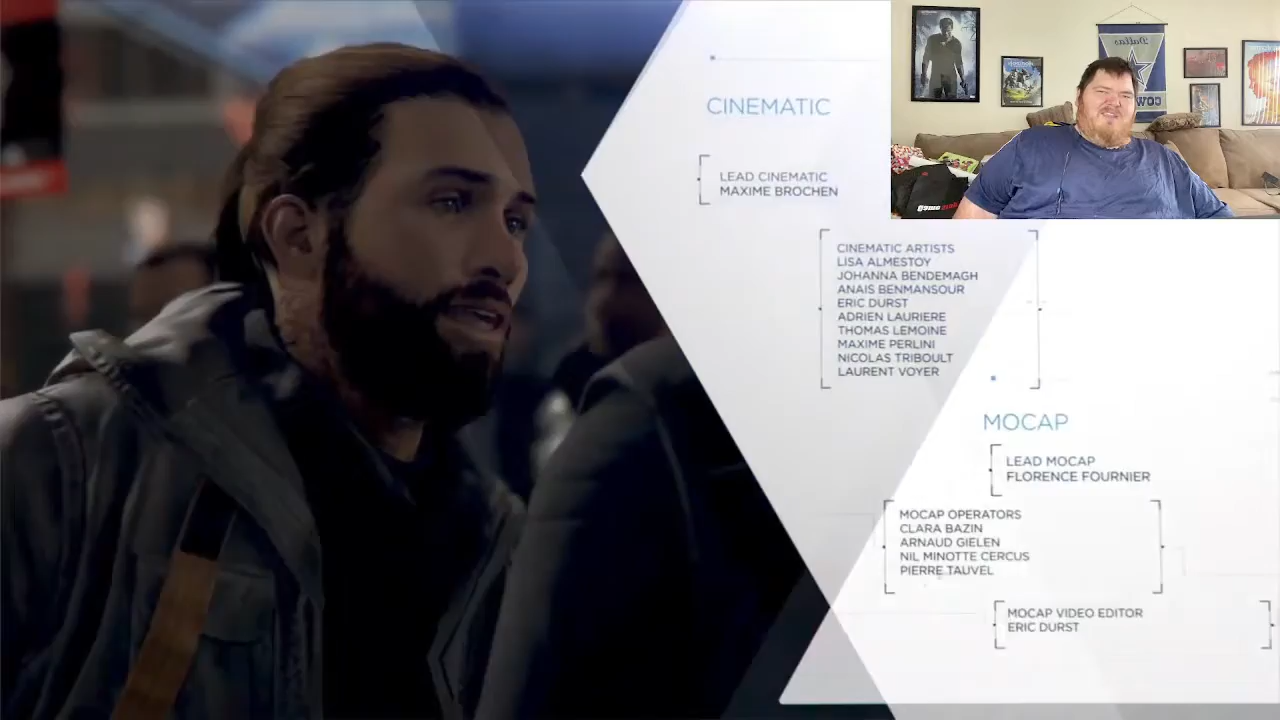 CINEMATIC
LEAD CINEMATIC
MAXIME BROCHEN
CINEMATIC ARTISTS
LISA ALMESTOY
JOHANNA BENDEMAGH
ANAIS BENMANSOUR
ERIC DURST
ADRIEN LAURIERE
THOMAS LEMOINE
MAXIME PERLINI
NICOLAS TRIBOULT
LAURENT VOYER
MOCAP
LEAD MOCAP
FLORENCE FOURNIER
MOCAP OPERATORS
CLARA BAZIN
ARNAUD GIELEN
NIL MINOTTE CERCUS
PIERRE TAUVEL
MOCAP VIDEO EDITOR
ERIC DURST
Dallas